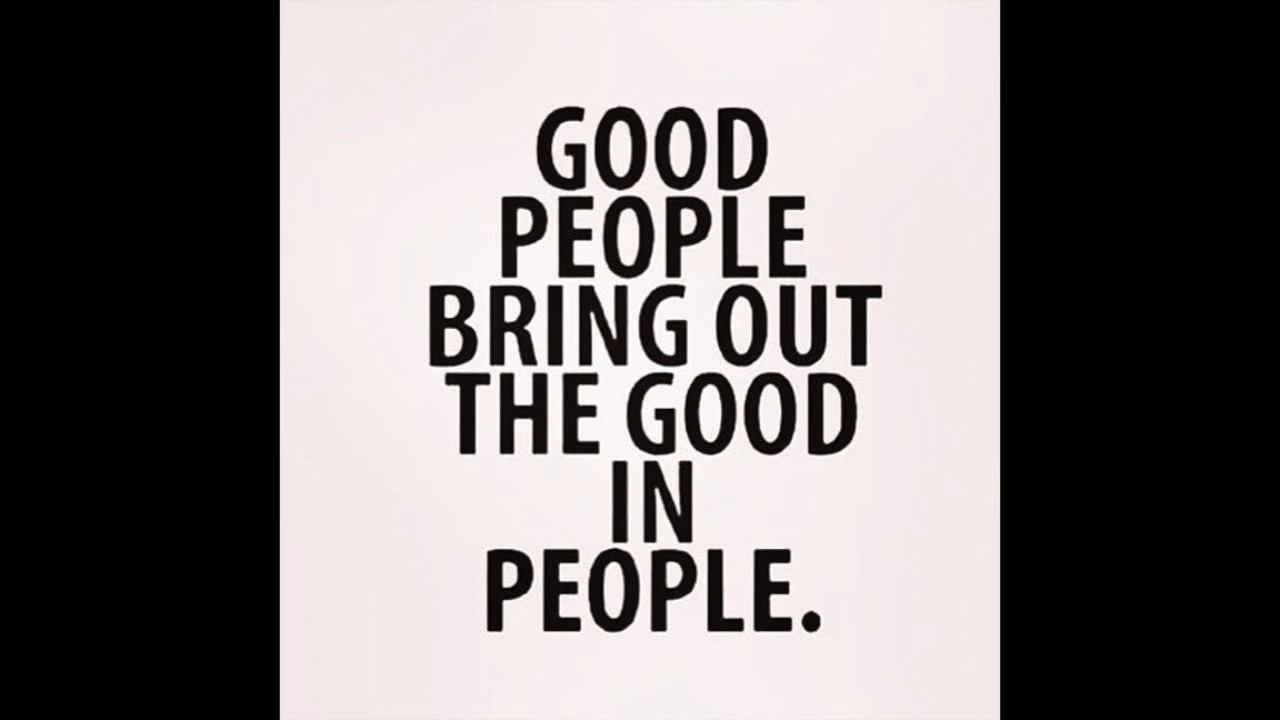 GOOD
PEOPLE
BRING OUT
THE GOOD
IN
PEOPLE.